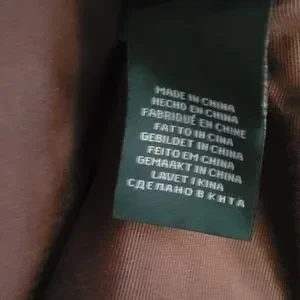 MADE IN CHINA
HECHO EN CHINA
FABRIQUÉ EN CHINE
FATTO IN CINA
GEBILDET IN CHINA
FEITO EM CHINA
GEMAAKT IN CHINA
LAVET I KINA
СДЕЛАНО В КИТА